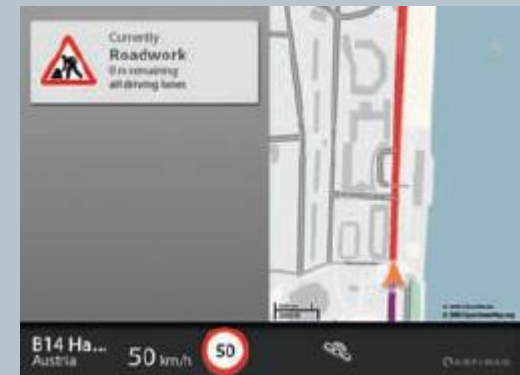 Currently
Roadwork
0 m remaining
all driving lanes
B14 Ha...
Austria
50 km/h
50